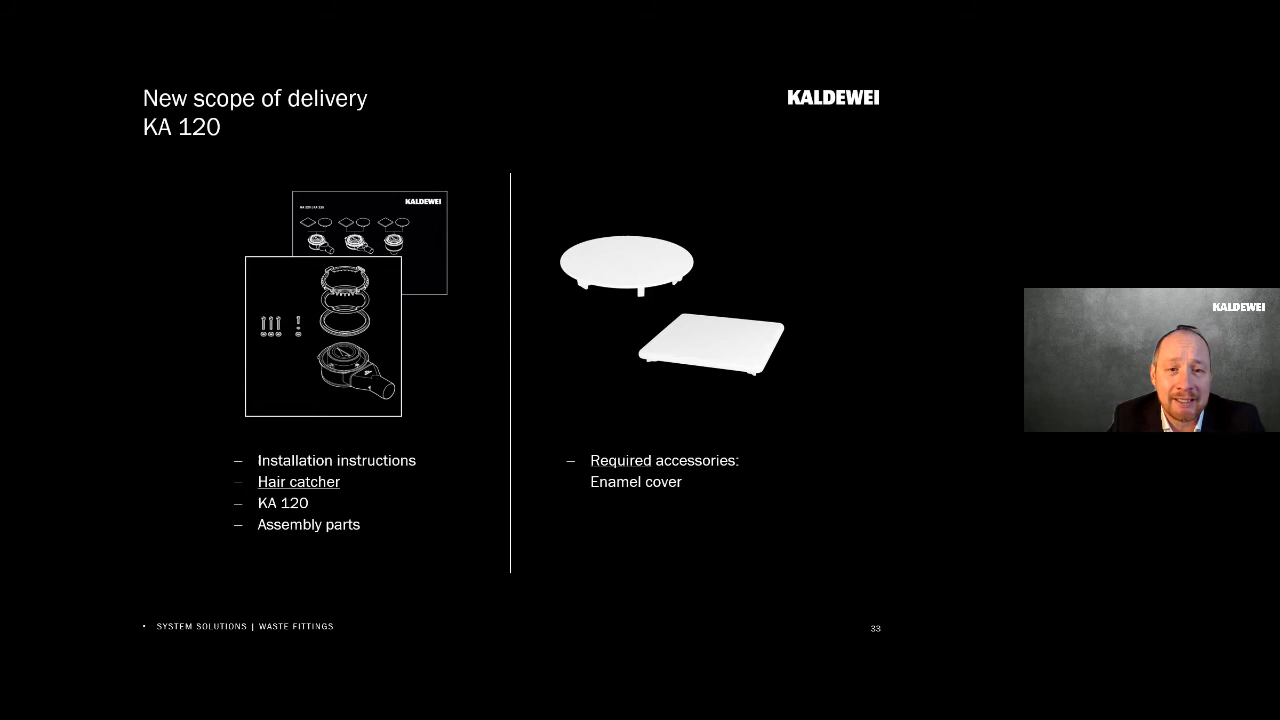 New scope of delivery
KA 120
KALDEWEI
KALDEWEI
– Installation instructions
– Hair catcher
– KA 120
– Assembly parts
– Required accessories:
Enamel cover
KALDEWEI
• SYSTEM SOLUTIONS | WASTE FITTINGS
33